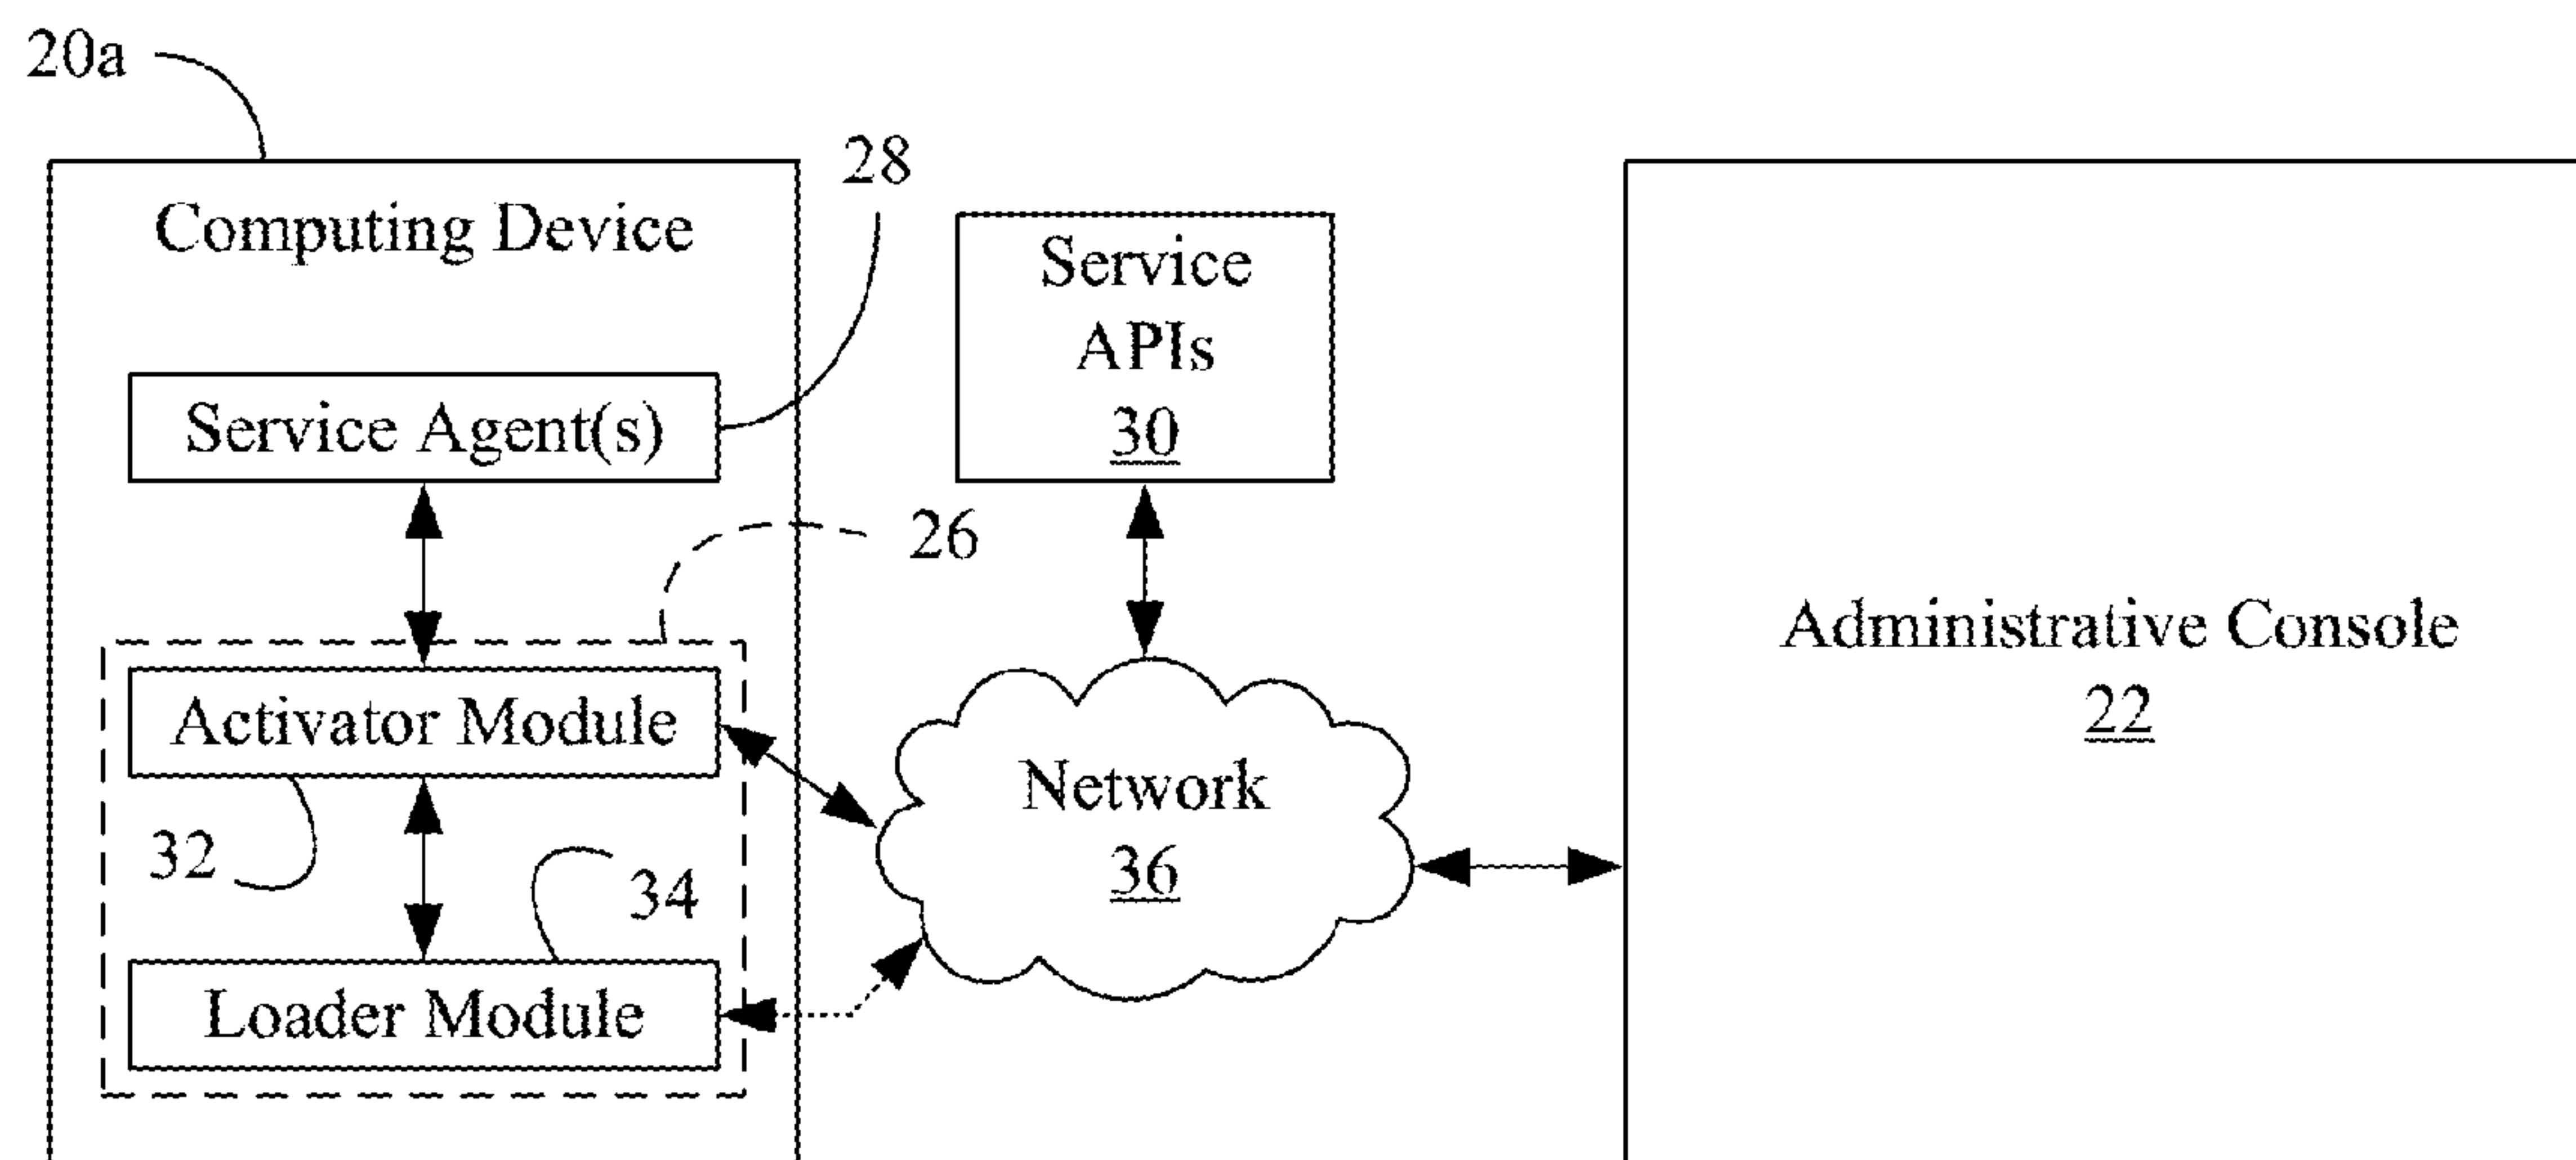 20a
Computing Device
28
Service Agent(s)
26
Activator Module
32
34
Loader Module
Service
APIs
30
Network
36
Administrative Console
22